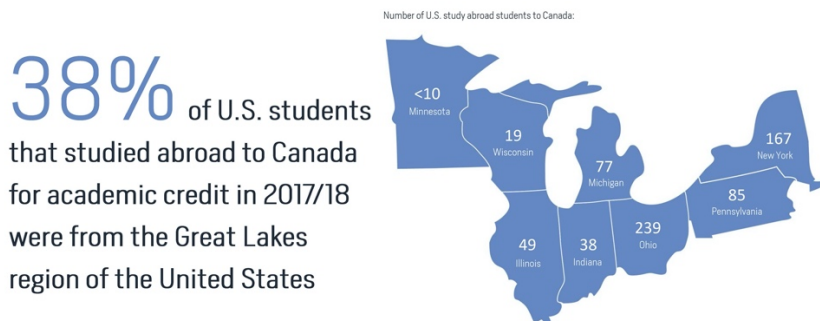 Number of U.S. study abroad students to Canada:
38% of U.S. students
that studied abroad to Canada
for academic credit in 2017/18
were from the Great Lakes
region of the United States
<10
Minnesota
19
Wisconsin
77
Michigan
167
New York
85
Pennsylvania
49
Illinois
38
Indiana
239
Ohio